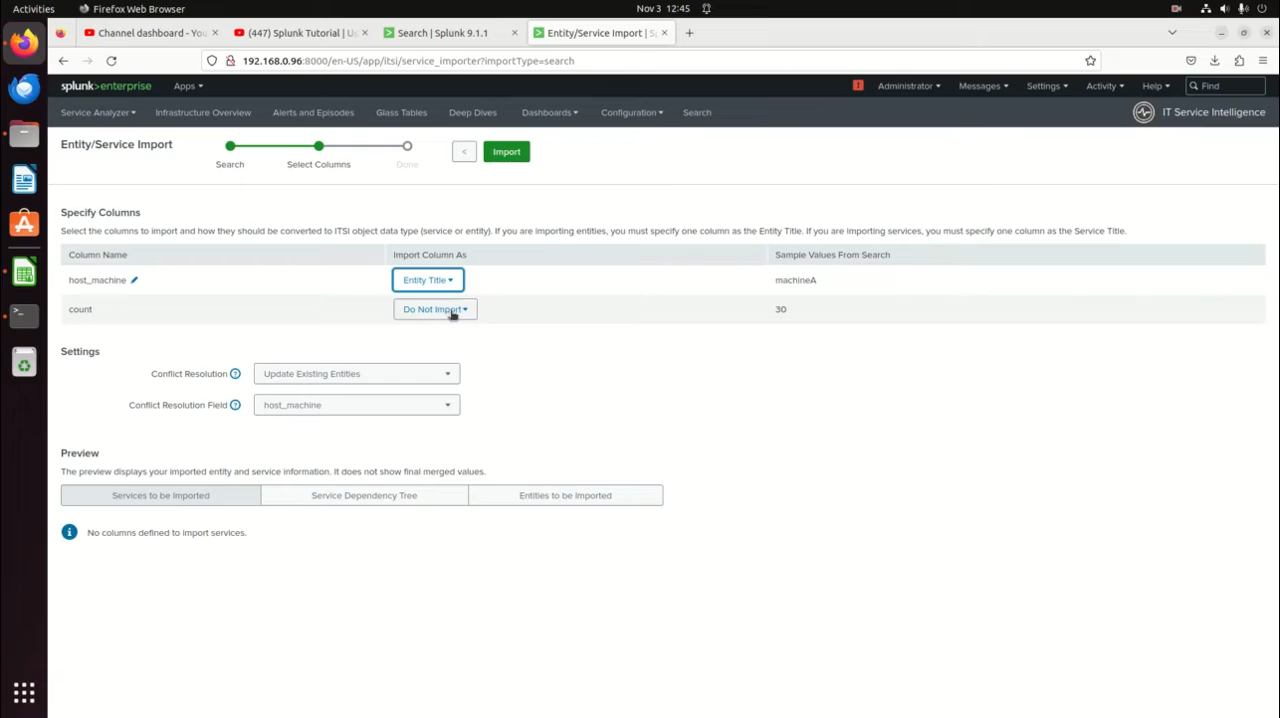 Activities Firefox Web Browser Nov 3 12:45
Channel dashboard - You
(447) Splunk Tutorial | Us
Search | Splunk 9.1.1
Entity/Service Import | S
192.168.0.96:8000/en-US/app/itsi/service_importer?importType=search
splunk>enterprise Apps Administrator Messages Settings Activity Help Find
Service Analyzer Infrastructure Overview Alerts and Episodes Glass Tables Deep Dives Dashboards Configuration Search IT Service Intelligence
Entity/Service Import
Search Select Columns Done
< Import
Specify Columns
Select the columns to import and how they should be converted to ITSI object data type (service or entity). If you are importing entities, you must specify one column as the Entity Title. If you are importing services, you must specify one column as the Service Title.
Column Name Import Column As Sample Values From Search
host_machine Entity Title machineA
count Do Not Import 30
Settings
Conflict Resolution ? Update Existing Entities
Conflict Resolution Field ? host_machine
Preview
The preview displays your imported entity and service information. It does not show final merged values.
Services to be Imported Service Dependency Tree Entities to be Imported
No columns defined to import services.